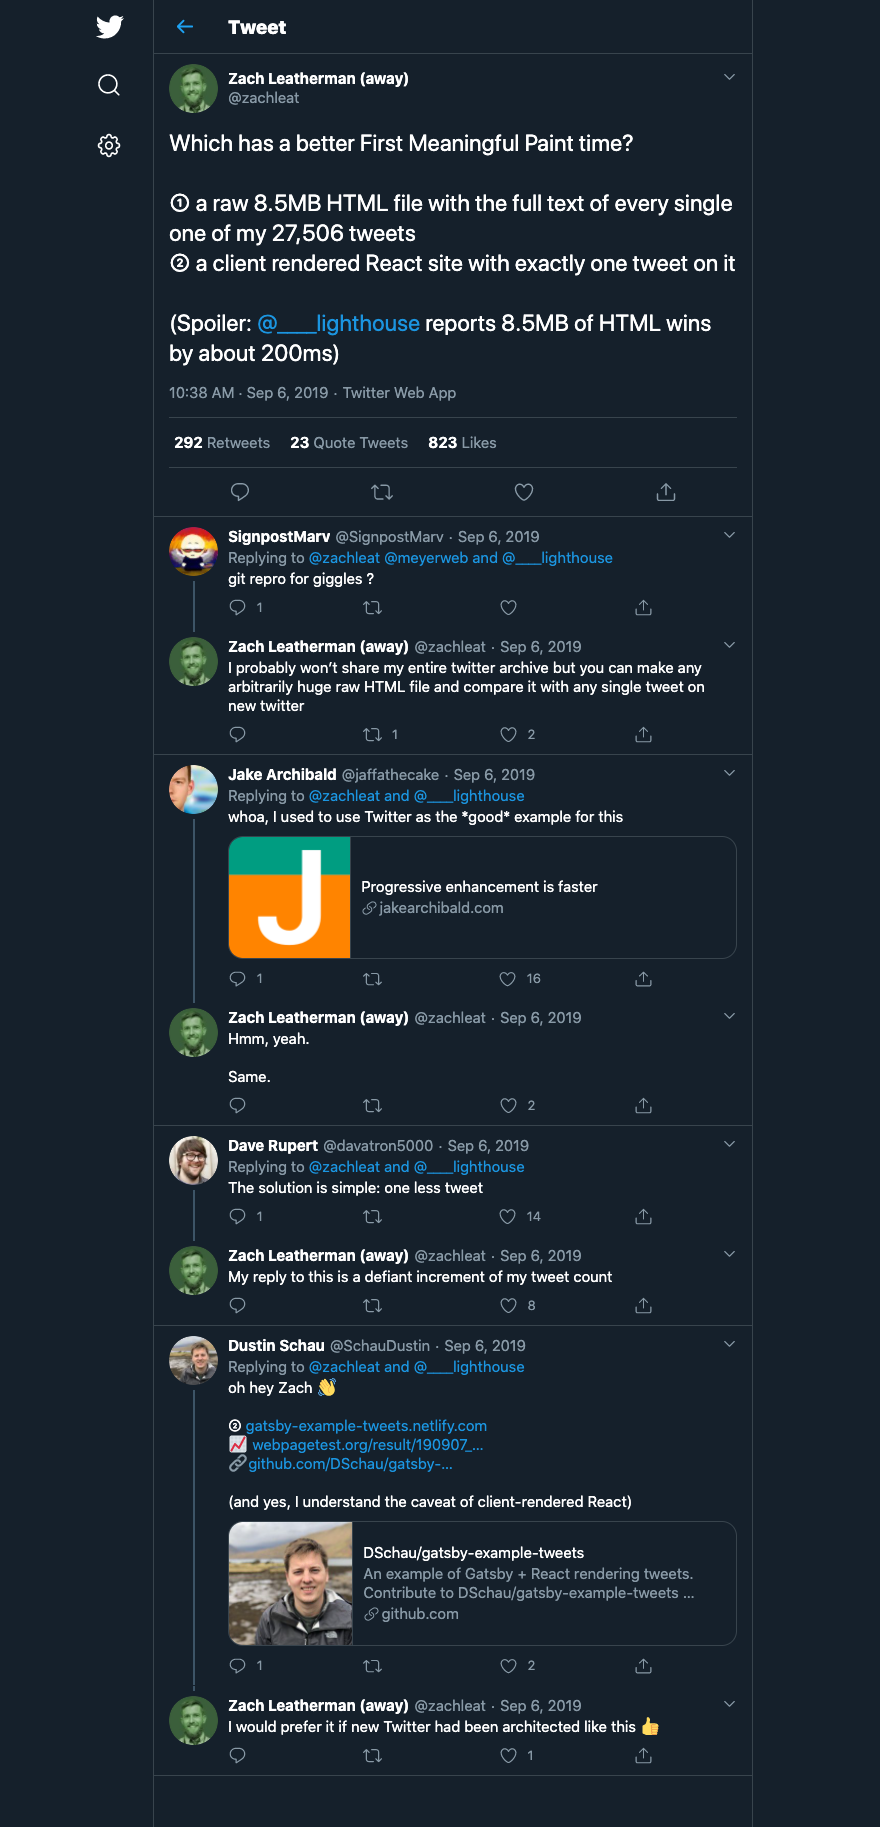 Tweet
Zach Leatherman (away)
@zachleat
Which has a better First Meaningful Paint time?
① a raw 8.5MB HTML file with the full text of every single
one of my 27,506 tweets
② a client rendered React site with exactly one tweet on it
(Spoiler: @____lighthouse reports 8.5MB of HTML wins
by about 200ms)
10:38 AM · Sep 6, 2019 · Twitter Web App
292 Retweets 23 Quote Tweets 823 Likes
SignpostMarv @SignpostMarv · Sep 6, 2019
Replying to @zachleat @meyerweb and @____lighthouse
git repro for giggles ?
1
Zach Leatherman (away) @zachleat · Sep 6, 2019
I probably won't share my entire twitter archive but you can make any
arbitrarily huge raw HTML file and compare it with any single tweet on
new twitter
1 2
Jake Archibald @jaffathecake · Sep 6, 2019
Replying to @zachleat and @____lighthouse
whoa, I used to use Twitter as the *good* example for this
J
Progressive enhancement is faster
jakearchibald.com
1 16
Zach Leatherman (away) @zachleat · Sep 6, 2019
Hmm, yeah.
Same.
2
Dave Rupert @davatron5000 · Sep 6, 2019
Replying to @zachleat and @____lighthouse
The solution is simple: one less tweet
1 14
Zach Leatherman (away) @zachleat · Sep 6, 2019
My reply to this is a defiant increment of my tweet count
8
Dustin Schau @SchauDustin · Sep 6, 2019
Replying to @zachleat and @____lighthouse
oh hey Zach 👋
② gatsby-example-tweets.netlify.com
📈 webpagetest.org/result/190907_...
🔗 github.com/DSchau/gatsby-...
(and yes, I understand the caveat of client-rendered React)
DSchau/gatsby-example-tweets
An example of Gatsby + React rendering tweets.
Contribute to DSchau/gatsby-example-tweets ...
github.com
1 2
Zach Leatherman (away) @zachleat · Sep 6, 2019
I would prefer it if new Twitter had been architected like this 👍
1